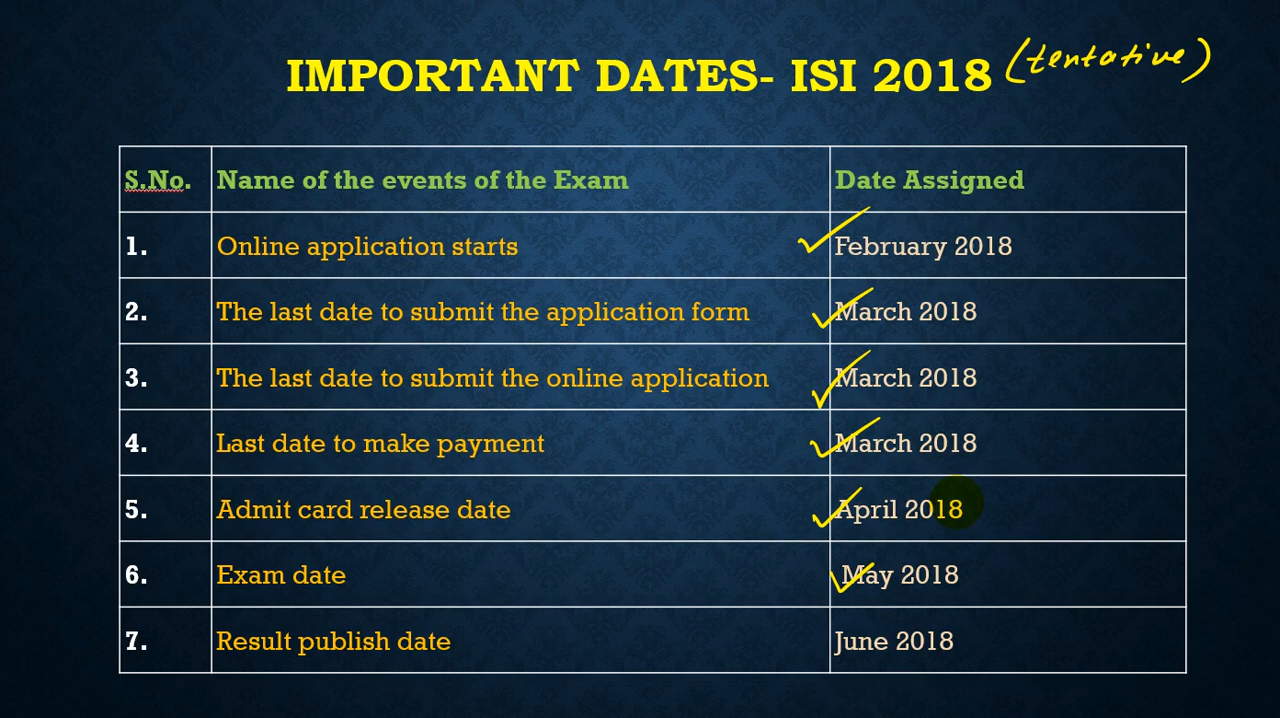 IMPORTANT DATES- ISI 2018 (tentative)
S.No. Name of the events of the Exam Date Assigned
1. Online application starts February 2018
2. The last date to submit the application form March 2018
3. The last date to submit the online application March 2018
4. Last date to make payment March 2018
5. Admit card release date April 2018
6. Exam date May 2018
7. Result publish date June 2018